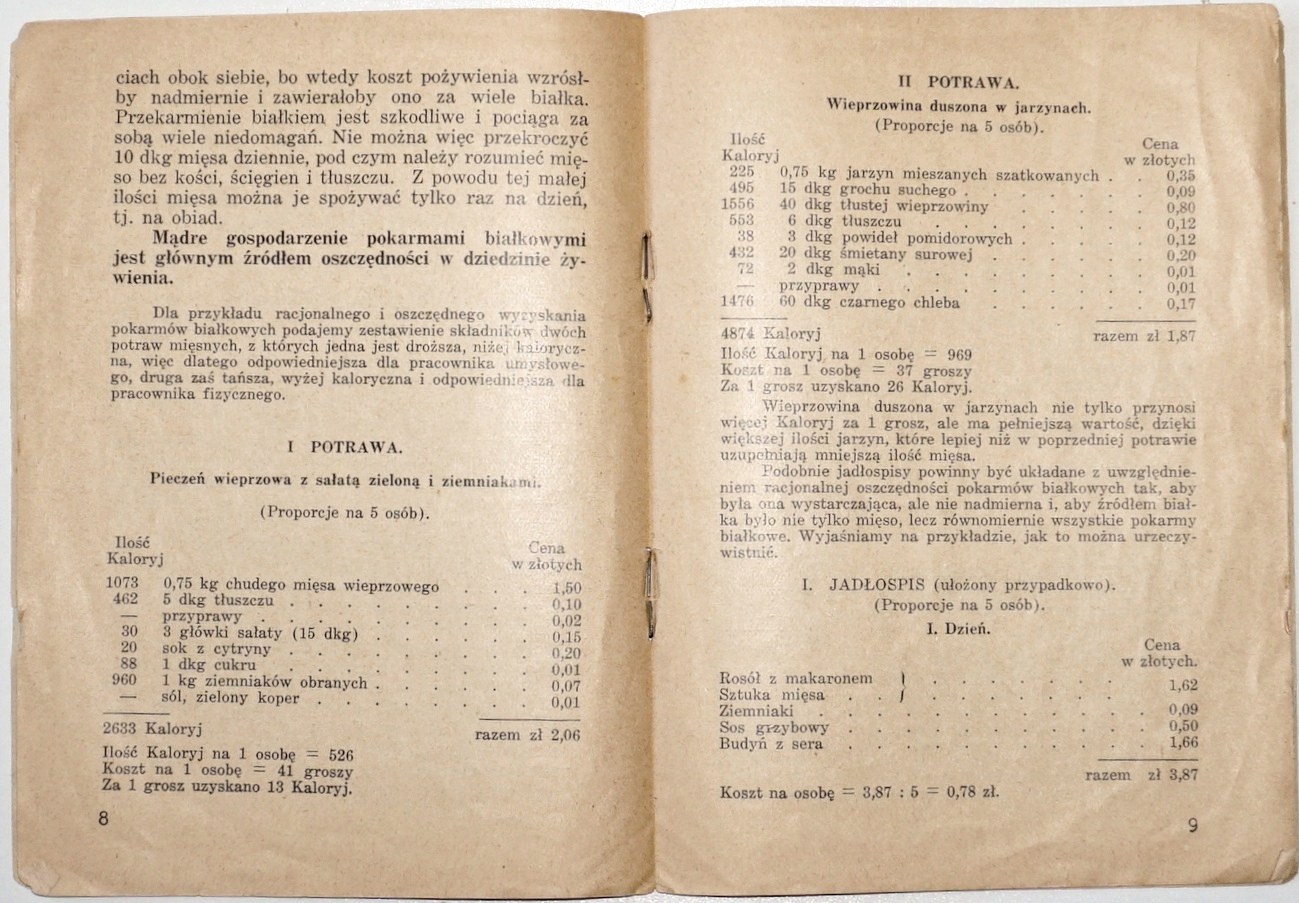 ciach obok siebie, bo wtedy koszt pożywienia wzrósł-
by nadmiernie i zawierałoby ono za wiele białka.
Przekarmienie białkiem jest szkodliwe i pociąga za
sobą wiele niedomagań. Nie można więc przekroczyć
10 dkg mięsa dziennie, pod czym należy rozumieć mię-
so bez kości, ścięgien i tłuszczu. Z powodu tej małej
ilości mięsa można je spożywać tylko raz na dzień,
tj. na obiad.
Mądre gospodarzenie pokarmami białkowymi
jest głównym źródłem oszczędności w dziedzinie ży-
wienia.
Dla przykładu racjonalnego i oszczędnego wyzyskania
pokarmów białkowych podajemy zestawienie składników dwóch
potraw mięsnych, z których jedna jest droższa, niżej kalorycz-
na, więc dlatego odpowiedniejsza dla pracownika umysłowe-
go, druga zaś tańsza, wyżej kaloryczna i odpowiedniejsza dla
pracownika fizycznego.
I POTRAWA.
Pieczeń wieprzowa z sałatą zieloną i ziemniakami.
(Proporcje na 5 osób).
Ilość
Kaloryj
Cena
w złotych
1073 0,75 kg chudego mięsa wieprzowego . . . 1,50
462 5 dkg tłuszczu . . . . . . . . . 0,10
— przyprawy . . . . . . . . . . 0,02
30 3 główki sałaty (15 dkg) . . . . . . 0,15
20 sok z cytryny . . . . . . . . . 0,20
88 1 dkg cukru . . . . . . . . . 0,01
960 1 kg ziemniaków obranych . . . . . . 0,07
— sól, zielony koper . . . . . . . . 0,01
2633 Kaloryj razem zł 2,06
Ilość Kaloryj na 1 osobę = 526
Koszt na 1 osobę = 41 groszy
Za 1 grosz uzyskano 13 Kaloryj.
8
II POTRAWA.
Wieprzowina duszona w jarzynach.
(Proporcje na 5 osób).
Ilość
Kaloryj
Cena
w złotych
225 0,75 kg jarzyn mieszanych szatkowanych . . 0,35
495 15 dkg grochu suchego . . . . . . . 0,09
1556 40 dkg tłustej wieprzowiny . . . . . 0,80
553 6 dkg tłuszczu . . . . . . . . 0,12
38 3 dkg powideł pomidorowych . . . . . 0,12
432 20 dkg śmietany surowej . . . . . . 0,20
72 2 dkg mąki . . . . . . . . . 0,01
— przyprawy . . . . . . . . . . 0,01
1476 60 dkg czarnego chleba . . . . . . 0,17
4874 Kaloryj razem zł 1,87
Ilość Kaloryj na 1 osobę = 969
Koszt na 1 osobę = 37 groszy
Za 1 grosz uzyskano 26 Kaloryj.
Wieprzowina duszona w jarzynach nie tylko przynosi
więcej Kaloryj za 1 grosz, ale ma pełniejszą wartość, dzięki
większej ilości jarzyn, które lepiej niż w poprzedniej potrawie
uzupełniają mniejszą ilość mięsa.
Podobnie jadłospisy powinny być układane z uwzględnie-
niem racjonalnej oszczędności pokarmów białkowych tak, aby
była ona wystarczająca, ale nie nadmierna i, aby źródłem biał-
ka było nie tylko mięso, lecz równomiernie wszystkie pokarmy
białkowe. Wyjaśniamy na przykładzie, jak to można urzeczy-
wistnić.
I. JADŁOSPIS (ułożony przypadkowo).
(Proporcje na 5 osób).
I. Dzień.
Cena
w złotych.
Rosół z makaronem )
Sztuka mięsa . . ) . . . . . . . 1,62
Ziemniaki . . . . . . . . . . . . 0,09
Sos grzybowy . . . . . . . . . . . 0,50
Budyń z sera . . . . . . . . . . . 1,66
razem zł 3,87
Koszt na osobę = 3,87 : 5 = 0,78 zł.
9